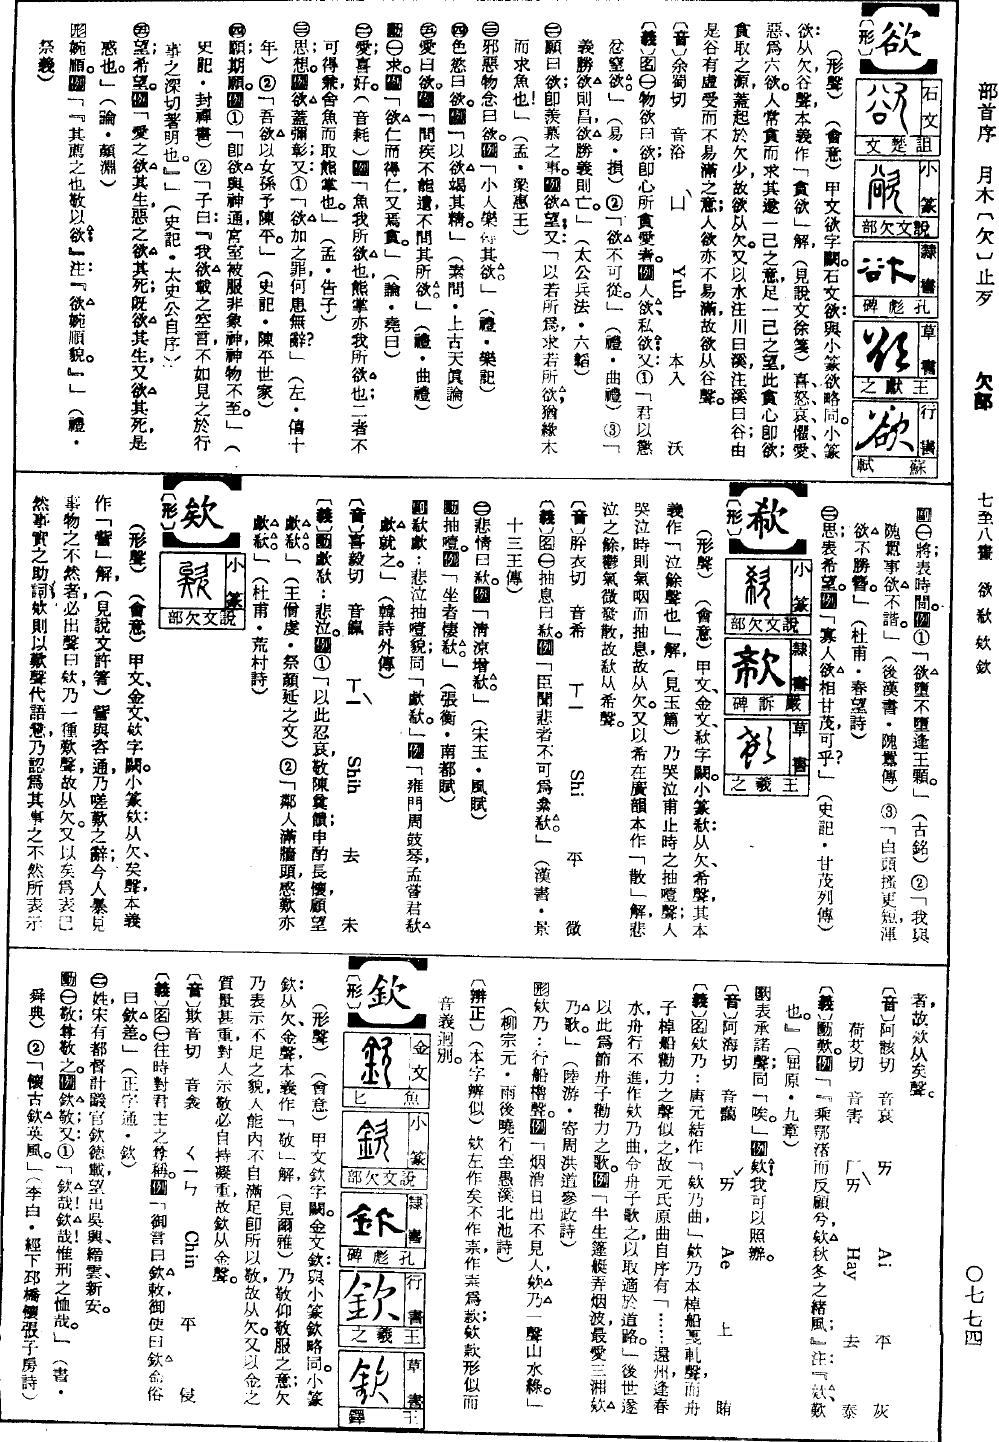 部首序 月木〔欠〕止歹 欠部 七至八畫 欲欷欸欽 〇七七四
欲
〔形〕
石文 詛楚文
小篆 說文欠部
隸書 孔彪碑
草書 王獻之
行書 蘇軾
（形聲）（會意）甲文欲字闕。石文欲：欲與小篆欲略同。小篆
欲：从欠谷聲，本義作「貪欲」解，（見說文徐箋）喜、怒、哀、懼、愛、
惡爲六欲。人常貪而求其遂一己之意，足一己之望，此貪心卽欲；
貪取之源，蓋起於欠少，故欲从欠。又以水注川曰溪，注溪曰谷；由
是谷有虛受而不易滿之意；人欲亦不易滿，故欲从谷聲。
〔音〕余蜀切 音浴 ㄩˋ Yuh 本入 沃
〔義〕图㊀物欲曰欲；卽心所貪愛者。例人欲、私欲。又：①「君以懲
忿窒欲。」（易・損）②「欲不可從。」（禮・曲禮）③「
義勝欲則昌，欲勝義則亡。」（太公兵法・六韜）
㊁願曰欲；卽羨慕之事。例欲望。又：「以若所爲，求若所欲，猶緣木
而求魚也！」（孟・梁惠王）
㊂邪惡物念曰欲。例「小人樂得其欲。」（禮・樂記）
㊃色慾曰欲。例「以欲竭其精。」（素問・上古天真論）
㊄愛曰欲。例「問疾不能遺，不問其所欲。」（禮・曲禮）
動㊀求。例「欲仁而得仁，又焉貪。」（論・堯曰）
㊁愛；喜好。（音耗）例「魚我所欲也，熊掌亦我所欲也；二者不
可得兼，舍魚而取熊掌也。」（孟・告子）
㊂思想。例欲蓋彌彰。又：①「欲加之罪，何患無辭？」（左・僖十
年）②「吾欲以女孫予陳平。」（史記・陳平世家）
㊃願；期願。例①「卽欲與神通，宮室被服非象神，神物不至。」（
史記・封禪書）②「子曰：『我欲載之空言，不如見之於行
事之深切著明也。』」（史記・太史公自序）
㊄望；希望。例「愛之欲其生，惡之欲其死；旣欲其生，又欲其死，是
惑也。」（論・顏淵）
形婉順。例「『其薦之也，敬以欲』注：『欲，婉順貌。』」（禮・
祭義）
副㊀將；表時間。例①「欲墮不墮逢王顆。」（古銘）②「我與
隗囂事欲不諧。」（後漢書・隗囂傳）③「白頭搔更短，渾
欲不勝簪。」（杜甫・春望詩）
㊁思；表希望。例「寡人欲相甘茂，可乎？」（史記・甘茂列傳）
欷
〔形〕
小篆 說文欠部
隸書 嚴訢碑
草書 王羲之
（形聲）（會意）甲文、金文、欷字闕。小篆欷：从欠，希聲，其本
義作「泣餘聲也」解，（見玉篇）乃哭泣甫止時之抽噎聲；人
哭泣時則氣咽而抽息，故从欠。又以希在廣韻本作「散」解，悲
泣之餘，鬱氣微發散，故欷从希聲。
〔音〕許衣切 音希 ㄒㄧ Shi 平 微
〔義〕图㊀抽息曰欷。例「臣聞悲者不可爲絫欷。」（漢書・景
十三王傳）
㊁悲情曰欷。例「淸涼增欷。」（宋玉・風賦）
動抽噎。例「坐者悽欷。」（張衡・南都賦）
副欷歔：悲泣抽噎貌；同「歔欷。」例「雍門周鼓琴，孟嘗君欷
歔就之。」（韓詩外傳）
〔音〕喜毅切 音餼 ㄒㄧˋ Shih 去 未
〔義〕動歔欷：悲泣。例①「以此忍哀，敬陳奠饋，申酌長懷，顧望
歔欷。」（王僧虔・祭顏延之文）②「鄰人滿牆頭，感歎亦
歔欷。」（杜甫・荒村詩）
欸
〔形〕
小篆 說文欠部
（形聲）（會意）甲文、金文、欸字闕。小篆欸：从欠，矣聲，本義
作「訾」解，（見說文許箸）訾與呰通，乃嗟歎之辭；今人暴見
事物之不然者，必出聲曰欸，乃一種歎聲，故从欠。又以矣爲表已
然事實之助詞，欸則以歎聲代語意，乃認爲其事之不然所表示
者，故欸从矣聲。
〔音〕阿該切 音哀 ㄞ Ai 平 灰
荷艾切 音害 ㄏㄞˋ Hay 去 泰
〔義〕動歎。例「『乘鄂渚而反顧兮，欸秋冬之緒風』注：『欸，歎
也。』」（屈原・九章）
歎表承諾聲；同「唉。」例欸，我可以照辦。
〔音〕阿海切 音靄 ㄞˇ Ae 上 賄
〔義〕图欸乃：唐元結作「欸乃曲，」欸乃本棹船戛軋聲，而舟
子棹船勸力之聲似之，故元氏原曲自序有「……還州逢春
水，舟行不進，作欸乃曲，令舟子歌之，以取適於道路。」後世遂
以此爲節舟子勸力之歌。例「半生蓬艇弄烟波，最愛三湘欸
乃歌。」（陸游・寄周洪道參政詩）
形欸乃：行船櫓聲。例「烟消日出不見人，欸乃一聲山水綠。」
（柳宗元・雨後曉行至愚溪北池詩）
〔辨正〕（本字辨似）欸左作矣，不作柰，作柰爲款；欸款形似而
音義迥別。
欽
〔形〕
金文 魚匕
小篆 說文欠部
隸書 孔彪碑
行書 王羲之
草書 王鐸
（形聲）（會意）甲文欽字闕。金文欽：與小篆欽略同。小篆
欽：从欠，金聲，本義作「敬」解，（見爾雅）乃敬仰敬服之意；欠
乃表示不足之貌，人能內不自滿足卽所以敬，故从欠。又以金之
質駐甚重，對人示敬必自持凝重，故欽从金聲。
〔音〕欺音切 音衾 ㄑㄧㄣ Chin 平 侵
〔義〕图㊀往時對君主之尊稱。例「御言曰欽敕，御使曰欽命，俗
曰欽差。」（正字通・欽）
㊁姓。宋有都督計議官欽德載，望出吳興、縉雲、新安。
動㊀敬；尊敬之。例欽敬。又：①「欽哉！欽哉！惟刑之恤哉。」（書・
舜典）②「懷古欽英風。」（李白・經下邳橋懷張子房詩）